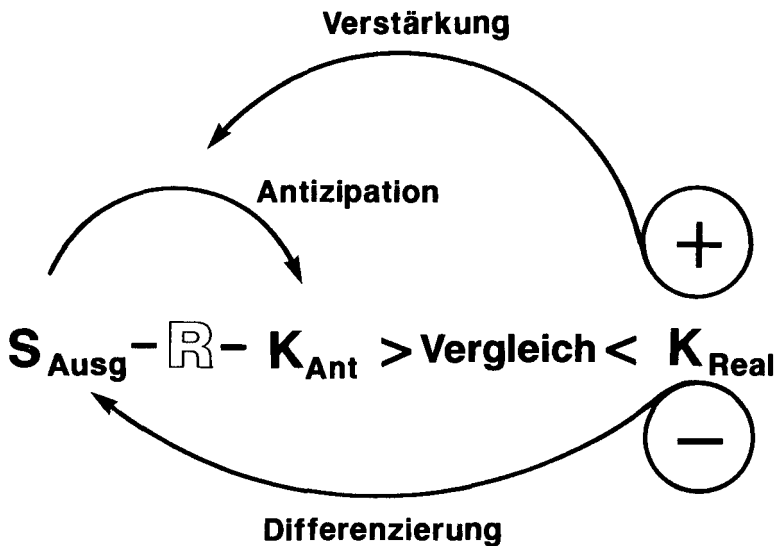 Verstärkung
Antizipation
+
S Ausg - R - K Ant > Vergleich < K Real
−
Differenzierung